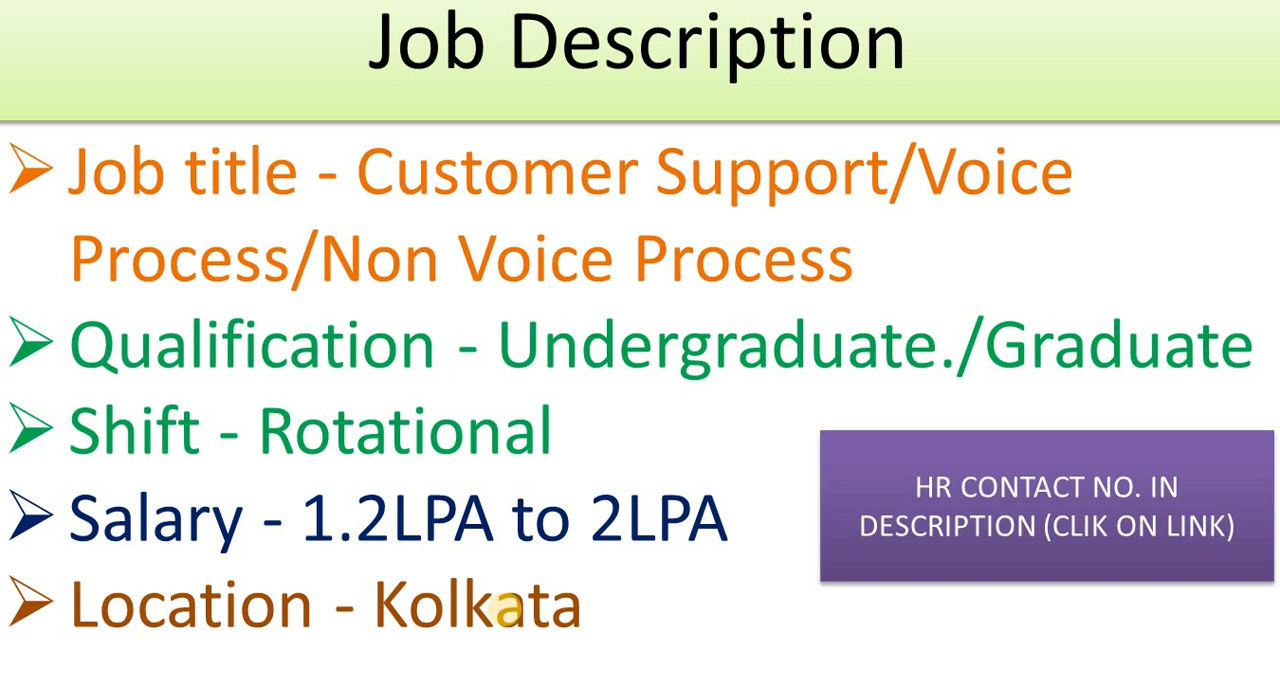 Job Description
Job title - Customer Support/Voice
Process/Non Voice Process
Qualification - Undergraduate./Graduate
Shift - Rotational
Salary - 1.2LPA to 2LPA
Location - Kolkata
HR CONTACT NO. IN
DESCRIPTION (CLIK ON LINK)